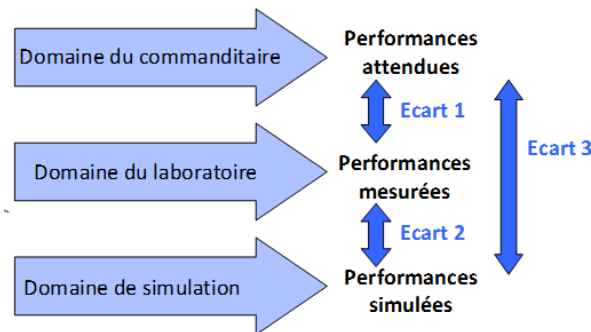 Domaine du commanditaire
Performances
attendues
Ecart 1
Ecart 3
Domaine du laboratoire
Performances
mesurées
Ecart 2
Domaine de simulation
Performances
simulées